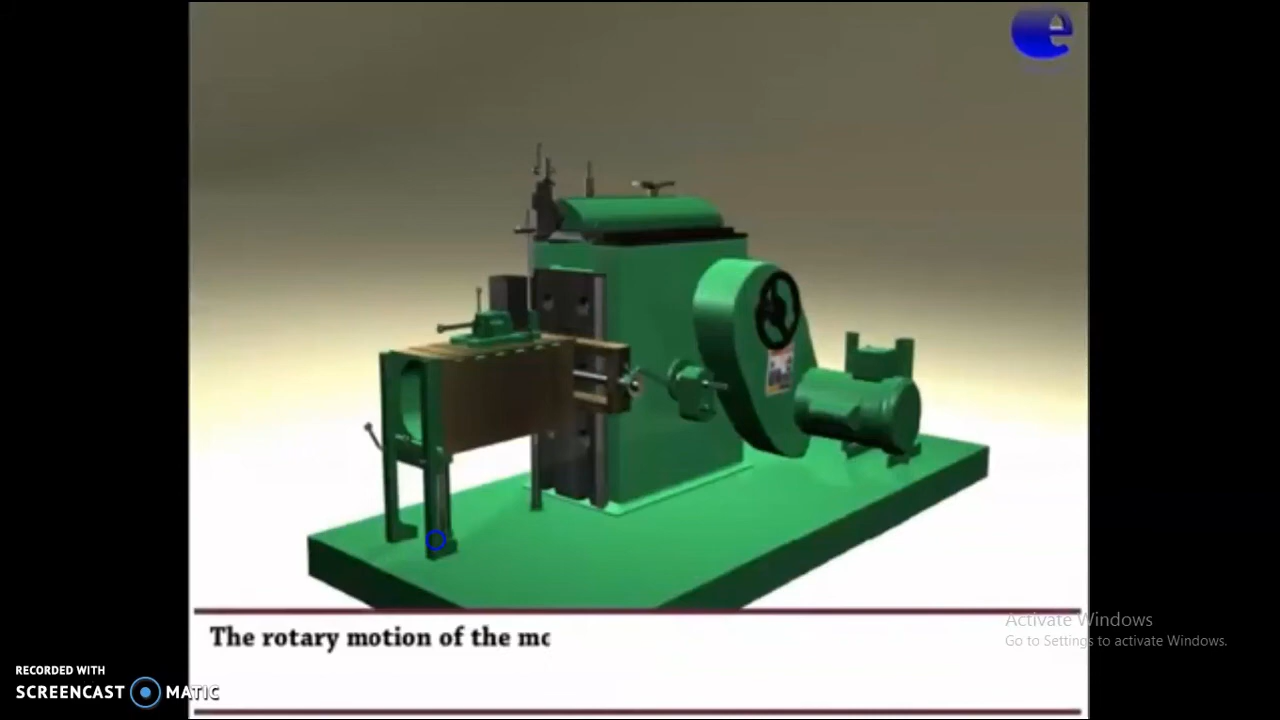 e
The rotary motion of the mc
Activate Windows
Go to Settings to activate Windows.
RECORDED WITH
SCREENCAST MATIC